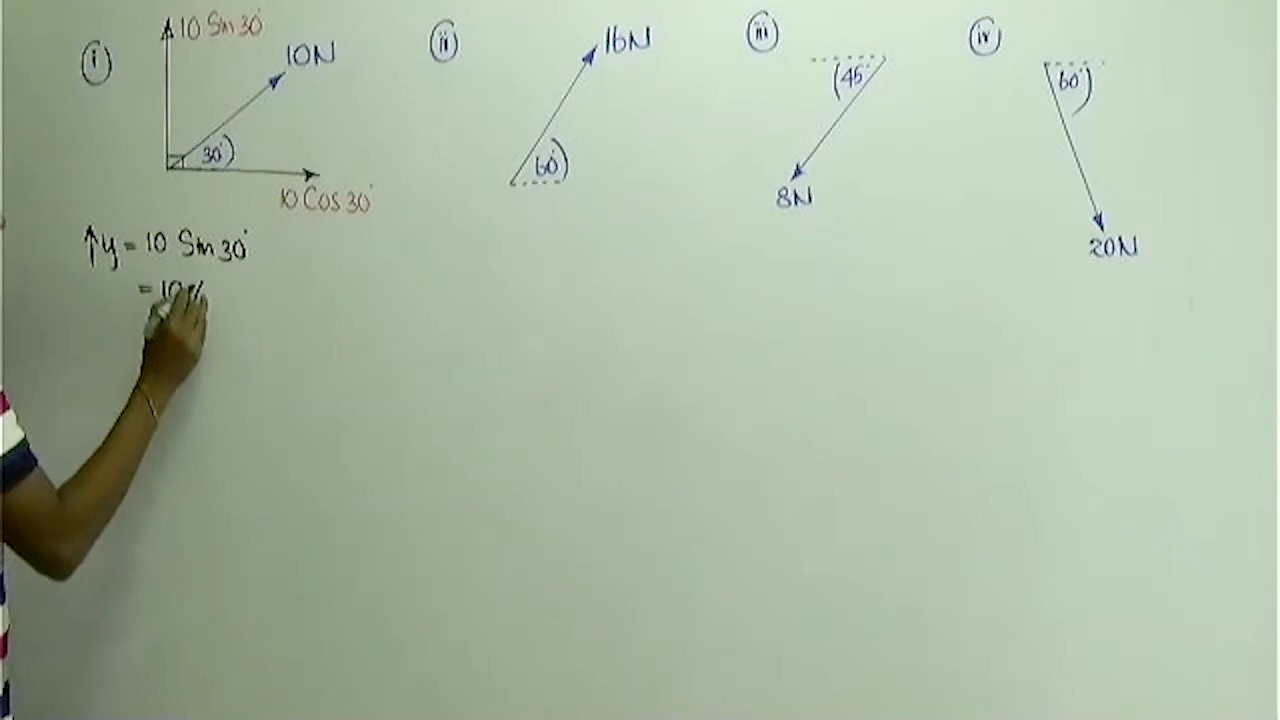 i
10 Sin 30°
10N
30°
10 Cos 30°
ii
16N
60°
iii
45°
8N
iv
60°
20N
↑y = 10 Sin 30°
= 10